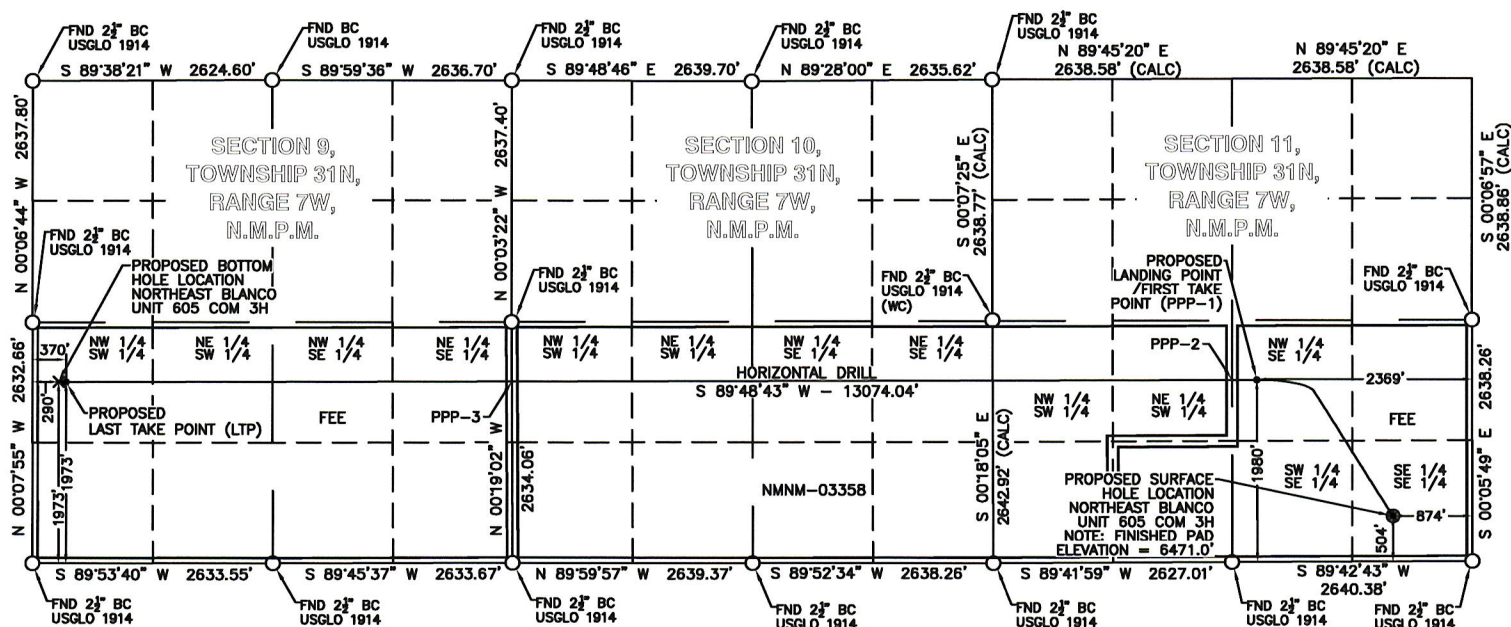 FND 2½" BC
USGLO 1914
FND BC
USGLO 1914
FND 2½" BC
USGLO 1914
FND 2½" BC
USGLO 1914
S 89°38'21" W 2624.60'
S 89°59'36" W 2636.70'
S 89°48'46" E 2639.70'
N 89°28'00" E 2635.62'
N 89°45'20" E
2638.58' (CALC)
N 89°45'20" E
2638.58' (CALC)
N 00°06'44" W 2637.80'
SECTION 9,
TOWNSHIP 31N,
RANGE 7W,
N.M.P.M.
N 00°03'22" W 2637.40'
SECTION 10,
TOWNSHIP 31N,
RANGE 7W,
N.M.P.M.
S 00°07'25" E
2638.77' (CALC)
SECTION 11,
TOWNSHIP 31N,
RANGE 7W,
N.M.P.M.
S 00°06'57" E
2638.86' (CALC)
FND 2½" BC
USGLO 1914
PROPOSED BOTTOM
HOLE LOCATION
NORTHEAST BLANCO
UNIT 605 COM 3H
FND 2½" BC
USGLO 1914
FND 2½" BC
USGLO 1914
(WC)
PROPOSED
LANDING POINT
/FIRST TAKE
POINT (PPP-1)
FND 2½" BC
USGLO 1914
NW 1/4
SW 1/4
NE 1/4
SW 1/4
NW 1/4
SE 1/4
NE 1/4
SE 1/4
NW 1/4
SW 1/4
NE 1/4
SW 1/4
NW 1/4
SE 1/4
NE 1/4
SE 1/4
PPP-2
NW 1/4
SE 1/4
370'
290'
HORIZONTAL DRILL
S 89°48'43" W - 13074.04'
2369'
NW 1/4
SW 1/4
NE 1/4
SW 1/4
PROPOSED
LAST TAKE POINT (LTP)
FEE
PPP-3
FEE
N 00°07'55" W 2632.66'
1973'
1973'
N 00°19'02" W
2634.06'
NMNM-03358
S 00°18'05" E
2642.92' (CALC)
1980'
SW 1/4
SE 1/4
SE 1/4
SE 1/4
S 00°05'49" E 2638.26'
PROPOSED SURFACE
HOLE LOCATION
NORTHEAST BLANCO
UNIT 605 COM 3H
NOTE: FINISHED PAD
ELEVATION = 6471.0'
874'
504'
S 89°53'40" W 2633.55'
S 89°45'37" W 2633.67'
N 89°59'57" W 2639.37'
S 89°52'34" W 2638.26'
S 89°41'59" W 2627.01'
S 89°42'43" W
2640.38'
FND 2½" BC
USGLO 1914
FND 2½" BC
USGLO 1914
FND 2½" BC
USGLO 1914
FND 2½" BC
USGLO 1914
FND 2½" BC
USGLO 1914
FND 2½" BC
USGLO 1914
FND 2½" BC
USGLO 1914